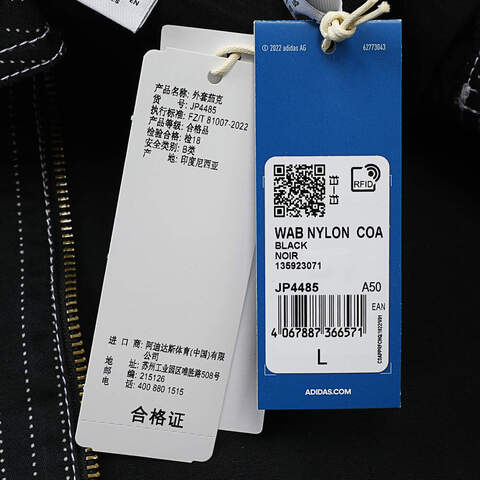 产品名称: 外套茄克
货 号: JP4485
执行标准: FZ/T 81007-2022
产品等级: 合格品
检验合格: 检18
安全类别: B类
产 地: 印度尼西亚
进 口 商: 阿迪达斯体育(中国)有限
公司
地 址: 苏州工业园区唯胜路508号
邮 编: 215126
电 话: 400 880 1515
合格证
© 2022 adidas AG 62773043
扫一扫
RFID
WAB NYLON COA
BLACK
NOIR
135923071
JP4485 A50
EAN
4 067887 366571
L
ADIDAS.COM